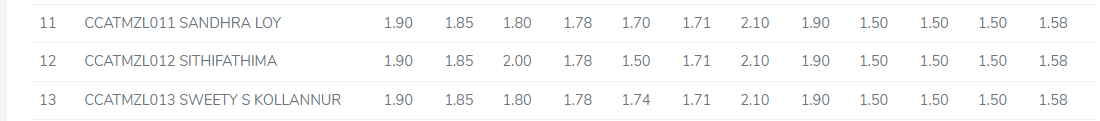 11 CCATMZL011 SANDHRA LOY 1.90 1.85 1.80 1.78 1.70 1.71 2.10 1.90 1.50 1.50 1.50 1.58
12 CCATMZL012 SITHIFATHIMA 1.90 1.85 2.00 1.78 1.50 1.71 2.10 1.90 1.50 1.50 1.50 1.58
13 CCATMZL013 SWEETY S KOLLANNUR 1.90 1.85 1.80 1.78 1.74 1.71 2.10 1.90 1.50 1.50 1.50 1.58